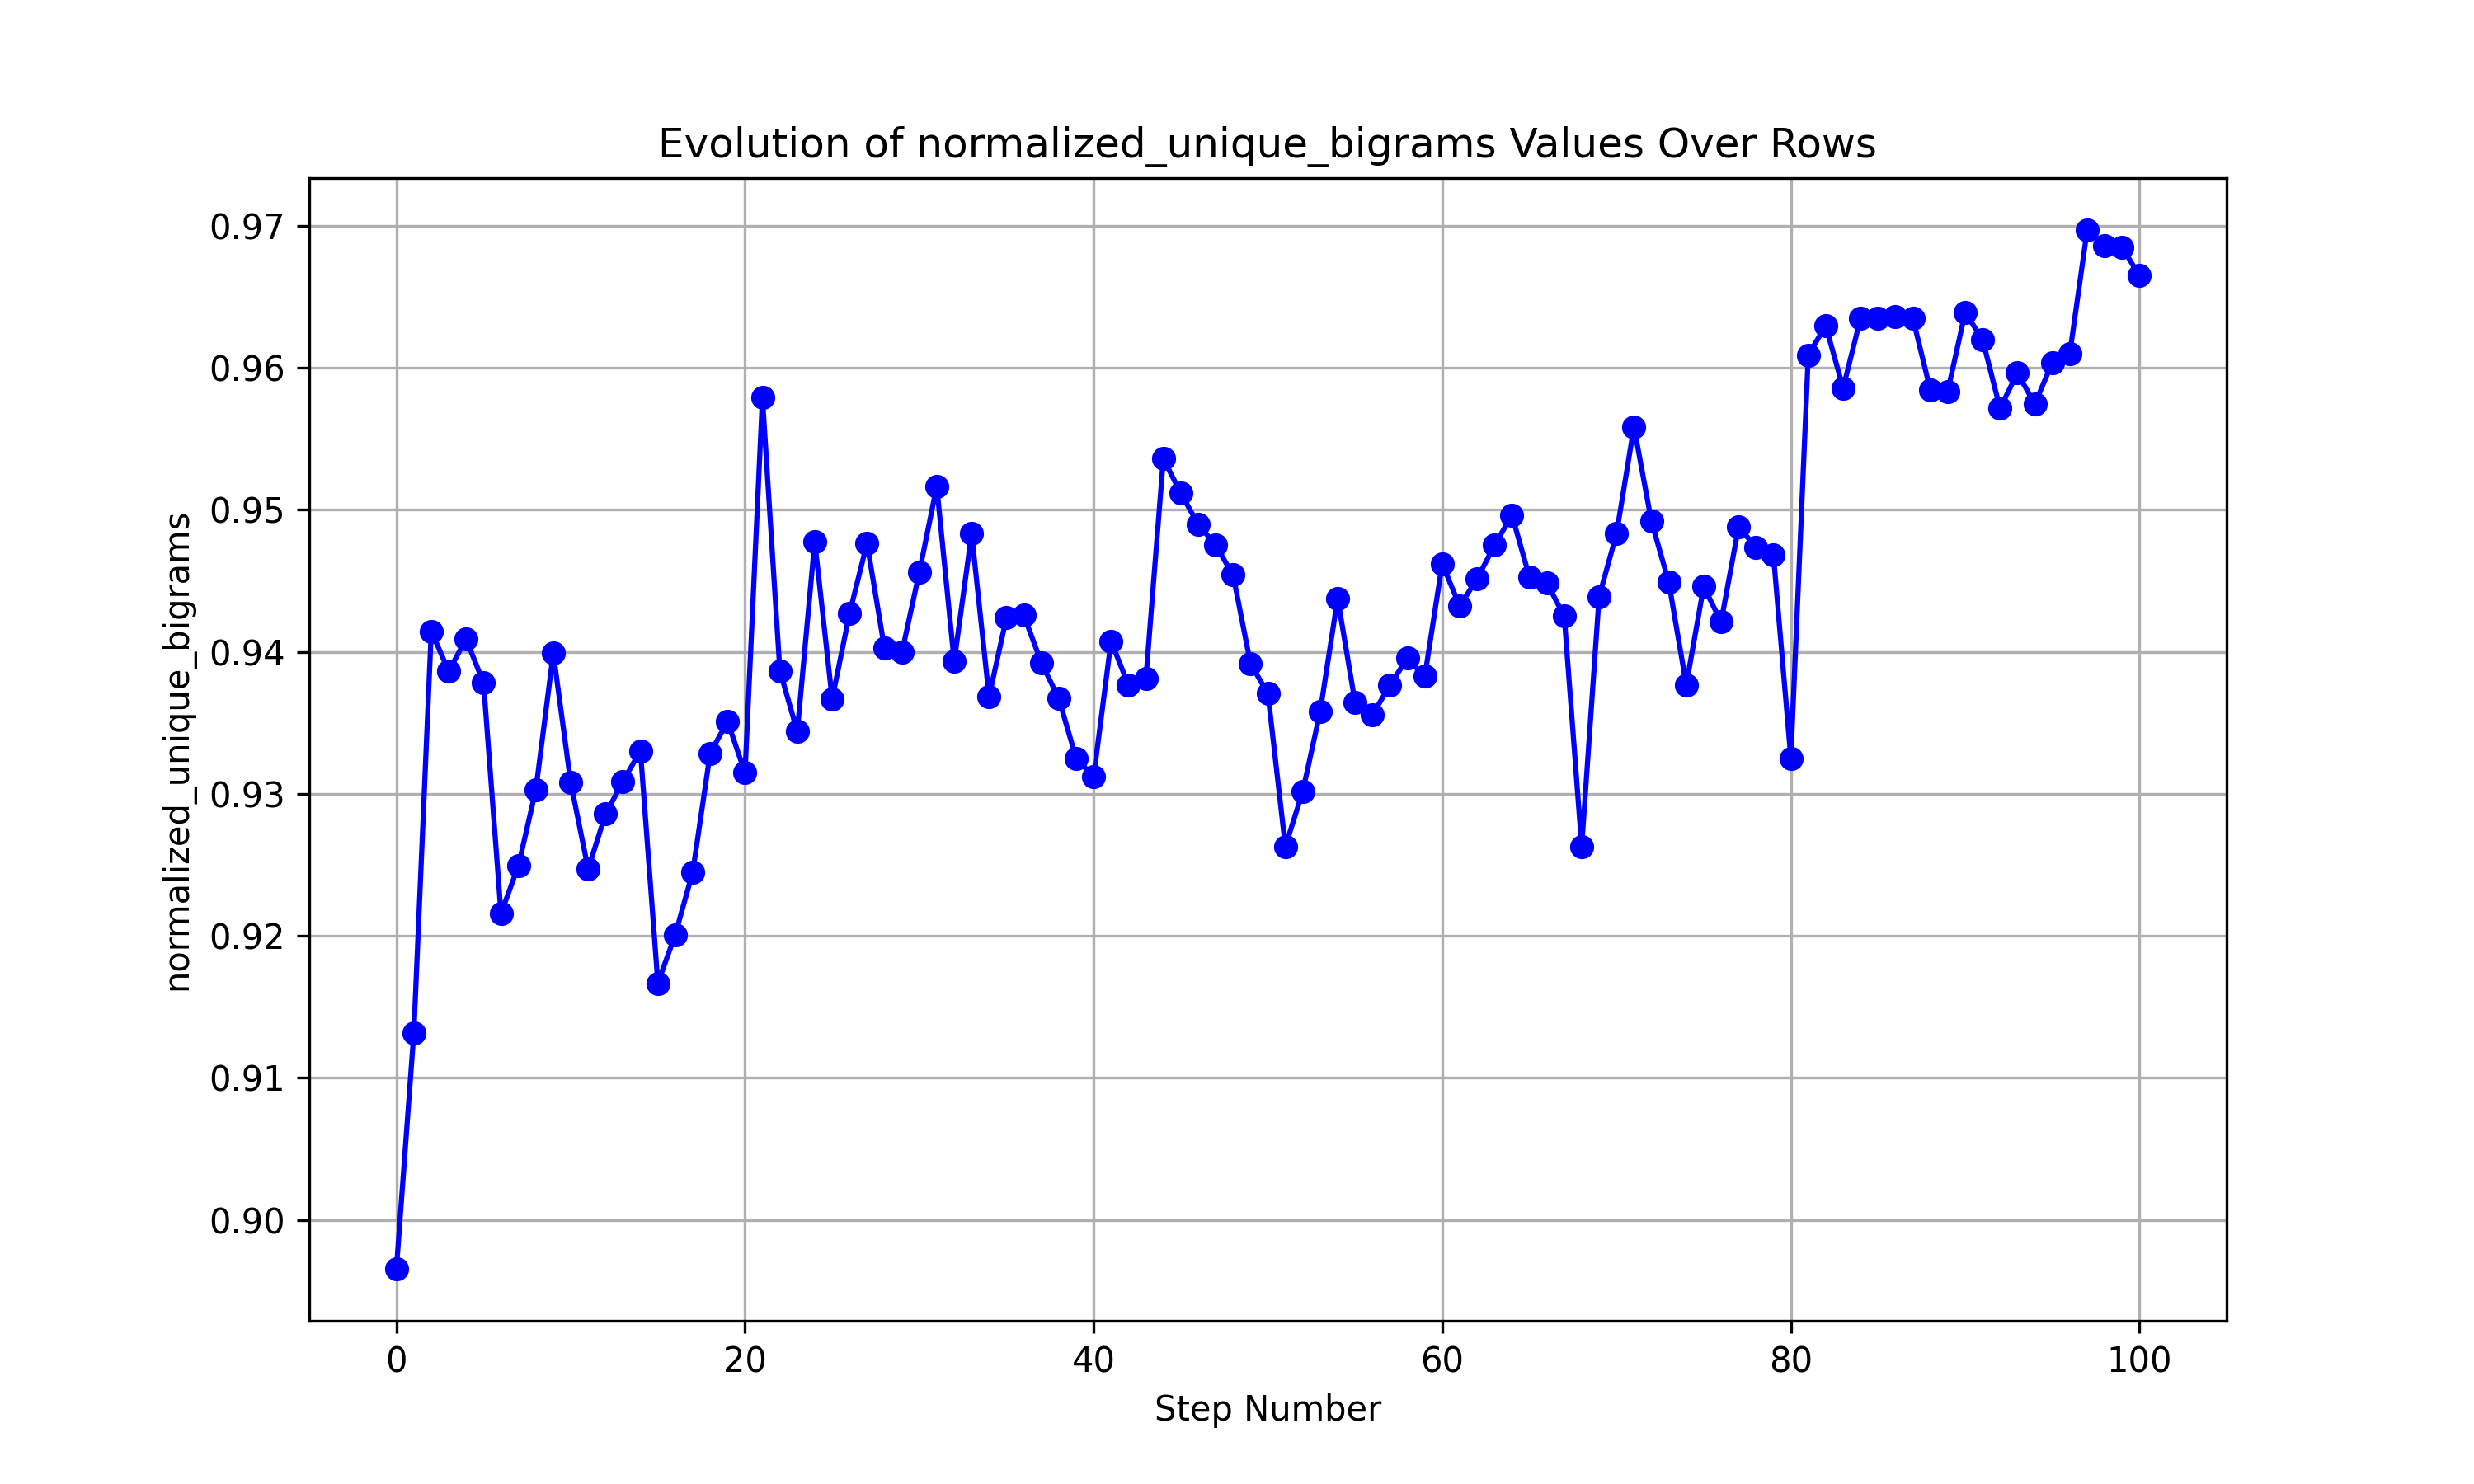 Evolution of normalized_unique_bigrams Values Over Rows
normalized_unique_bigrams
0.97
0.96
0.95
0.94
0.93
0.92
0.91
0.90
0 20 40 60 80 100
Step Number